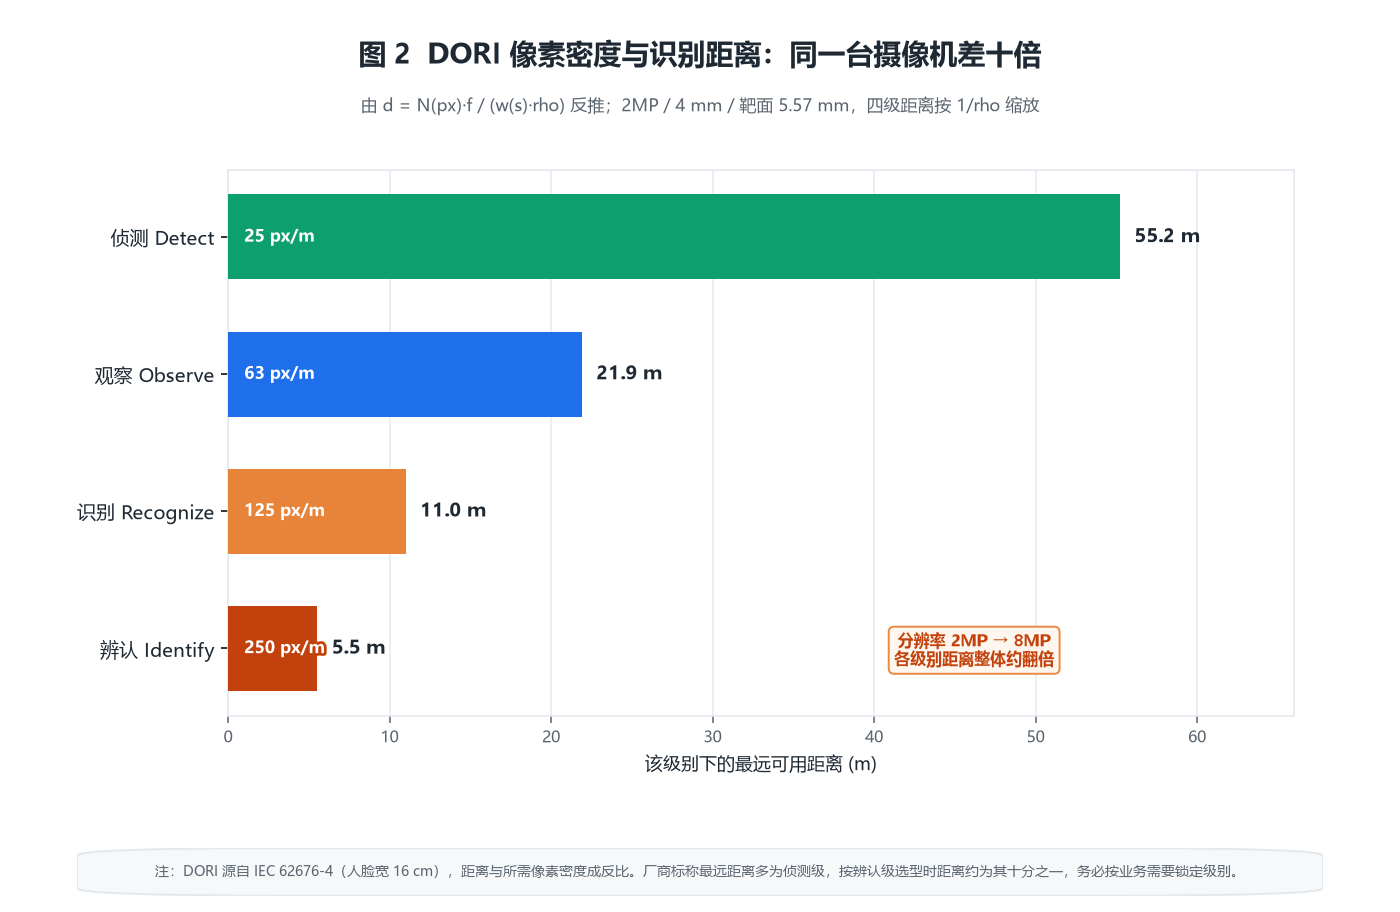 图 2 DORI 像素密度与识别距离：同一台摄像机差十倍
由 d = N(px)·f / (w(s)·rho) 反推；2MP / 4 mm / 靶面 5.57 mm，四级距离按 1/rho 缩放
侦测 Detect
25 px/m
55.2 m
观察 Observe
63 px/m
21.9 m
识别 Recognize
125 px/m
11.0 m
辨认 Identify
250 px/m
5.5 m
分辨率 2MP → 8MP
各级别距离整体约翻倍
0 10 20 30 40 50 60
该级别下的最远可用距离 (m)
注：DORI 源自 IEC 62676-4（人脸宽 16 cm），距离与所需像素密度成反比。厂商标称最远距离多为侦测级，按辨认级选型时距离约为其十分之一，务必按业务需要锁定级别。